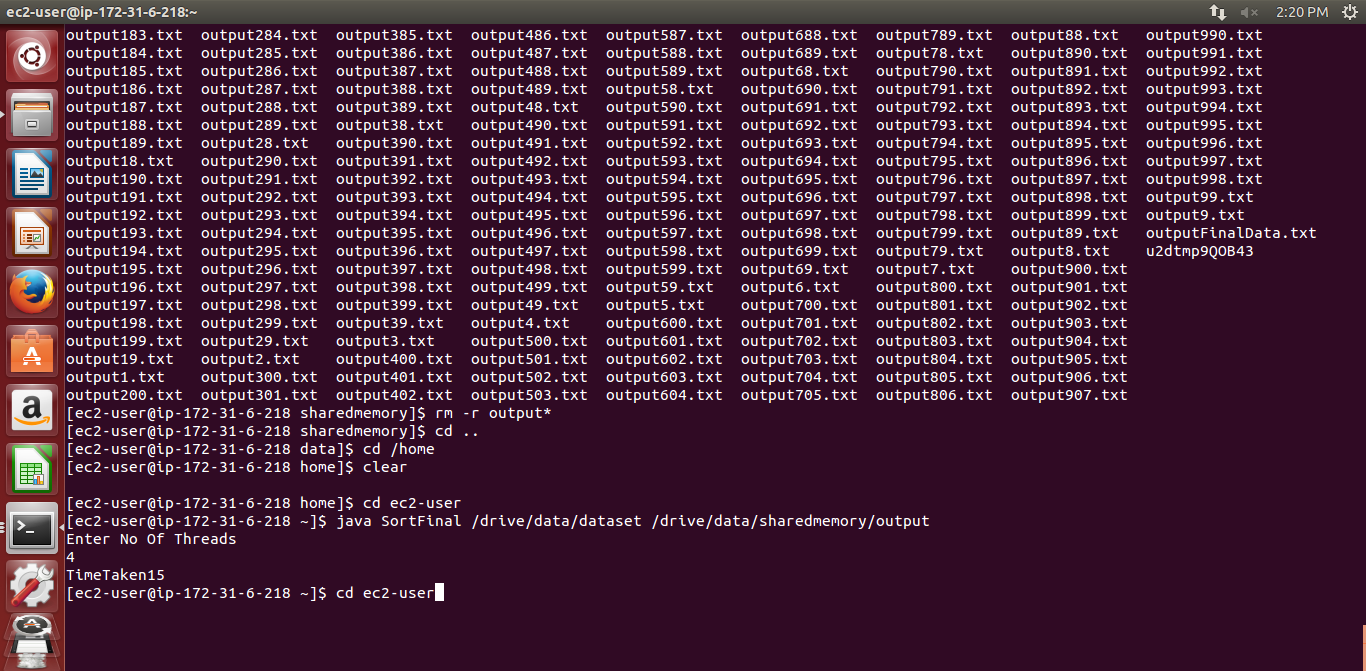 ec2-user@ip-172-31-6-218:~ 2:20 PM
output183.txt output284.txt output385.txt output486.txt output587.txt output688.txt output789.txt output88.txt output990.txt
output184.txt output285.txt output386.txt output487.txt output588.txt output689.txt output78.txt output890.txt output991.txt
output185.txt output286.txt output387.txt output488.txt output589.txt output68.txt output790.txt output891.txt output992.txt
output186.txt output287.txt output388.txt output489.txt output58.txt output690.txt output791.txt output892.txt output993.txt
output187.txt output288.txt output389.txt output48.txt output590.txt output691.txt output792.txt output893.txt output994.txt
output188.txt output289.txt output38.txt output490.txt output591.txt output692.txt output793.txt output894.txt output995.txt
output189.txt output28.txt output390.txt output491.txt output592.txt output693.txt output794.txt output895.txt output996.txt
output18.txt output290.txt output391.txt output492.txt output593.txt output694.txt output795.txt output896.txt output997.txt
output190.txt output291.txt output392.txt output493.txt output594.txt output695.txt output796.txt output897.txt output998.txt
output191.txt output292.txt output393.txt output494.txt output595.txt output696.txt output797.txt output898.txt output99.txt
output192.txt output293.txt output394.txt output495.txt output596.txt output697.txt output798.txt output899.txt output9.txt
output193.txt output294.txt output395.txt output496.txt output597.txt output698.txt output799.txt output89.txt outputFinalData.txt
output194.txt output295.txt output396.txt output497.txt output598.txt output699.txt output79.txt output8.txt u2dtmp9QOB43
output195.txt output296.txt output397.txt output498.txt output599.txt output69.txt output7.txt output900.txt
output196.txt output297.txt output398.txt output499.txt output59.txt output6.txt output800.txt output901.txt
output197.txt output298.txt output399.txt output49.txt output5.txt output700.txt output801.txt output902.txt
output198.txt output299.txt output39.txt output4.txt output600.txt output701.txt output802.txt output903.txt
output199.txt output29.txt output3.txt output500.txt output601.txt output702.txt output803.txt output904.txt
output19.txt output2.txt output400.txt output501.txt output602.txt output703.txt output804.txt output905.txt
output1.txt output300.txt output401.txt output502.txt output603.txt output704.txt output805.txt output906.txt
output200.txt output301.txt output402.txt output503.txt output604.txt output705.txt output806.txt output907.txt
[ec2-user@ip-172-31-6-218 sharedmemory]$ rm -r output*
[ec2-user@ip-172-31-6-218 sharedmemory]$ cd ..
[ec2-user@ip-172-31-6-218 data]$ cd /home
[ec2-user@ip-172-31-6-218 home]$ clear
[ec2-user@ip-172-31-6-218 home]$ cd ec2-user
[ec2-user@ip-172-31-6-218 ~]$ java SortFinal /drive/data/dataset /drive/data/sharedmemory/output
Enter No Of Threads
4
TimeTaken15
[ec2-user@ip-172-31-6-218 ~]$ cd ec2-user